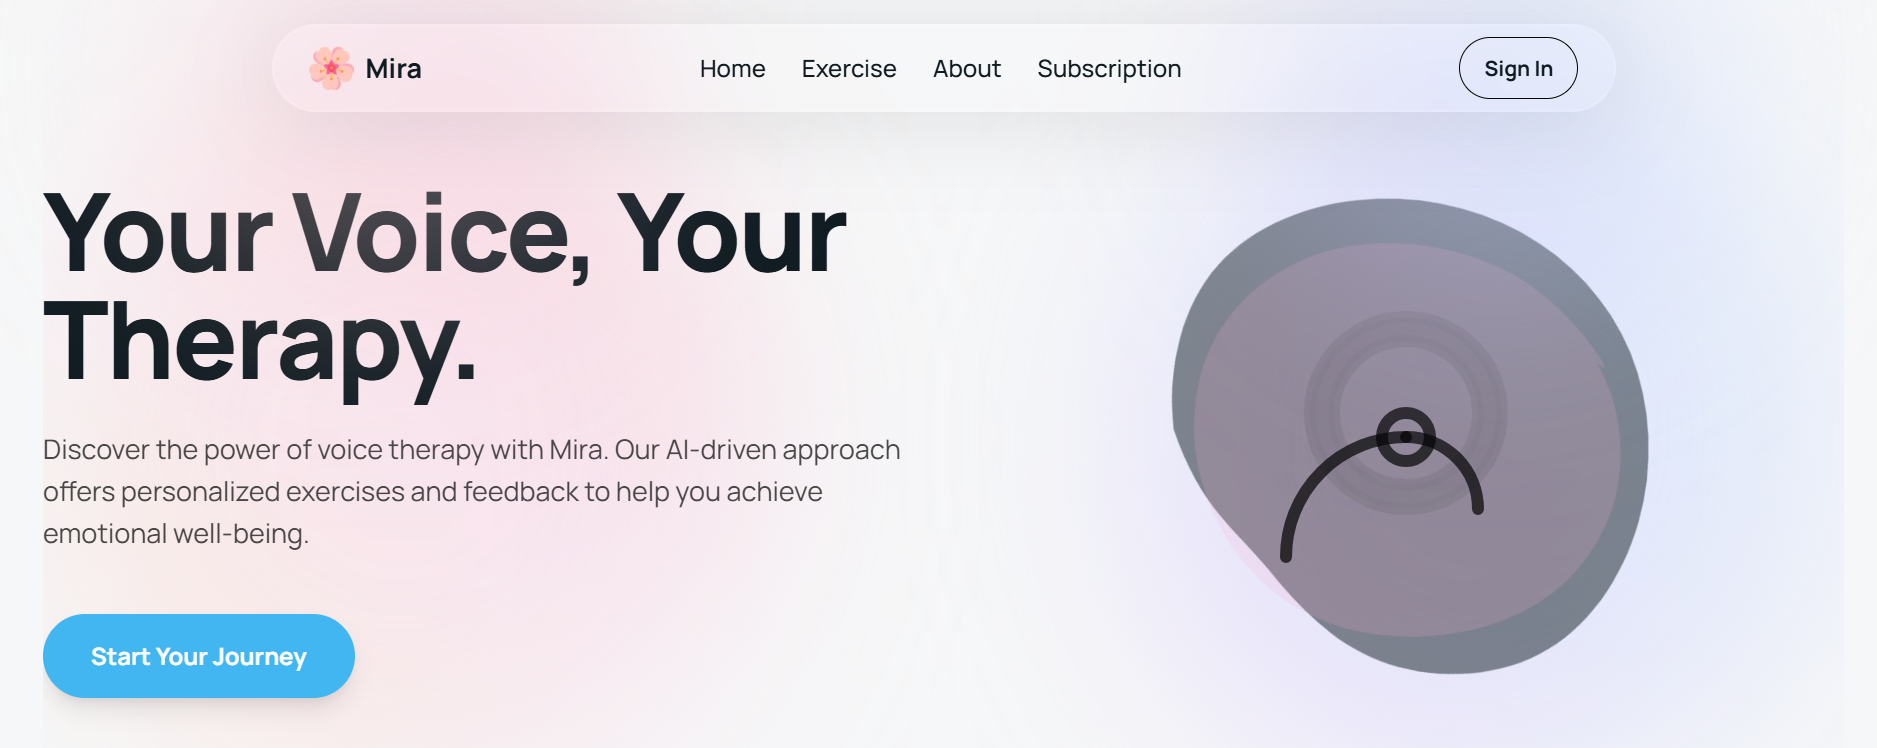 Mira
Home
Exercise
About
Subscription
Sign In
Your Voice, Your
Therapy.
Discover the power of voice therapy with Mira. Our AI-driven approach
offers personalized exercises and feedback to help you achieve
emotional well-being.
Start Your Journey